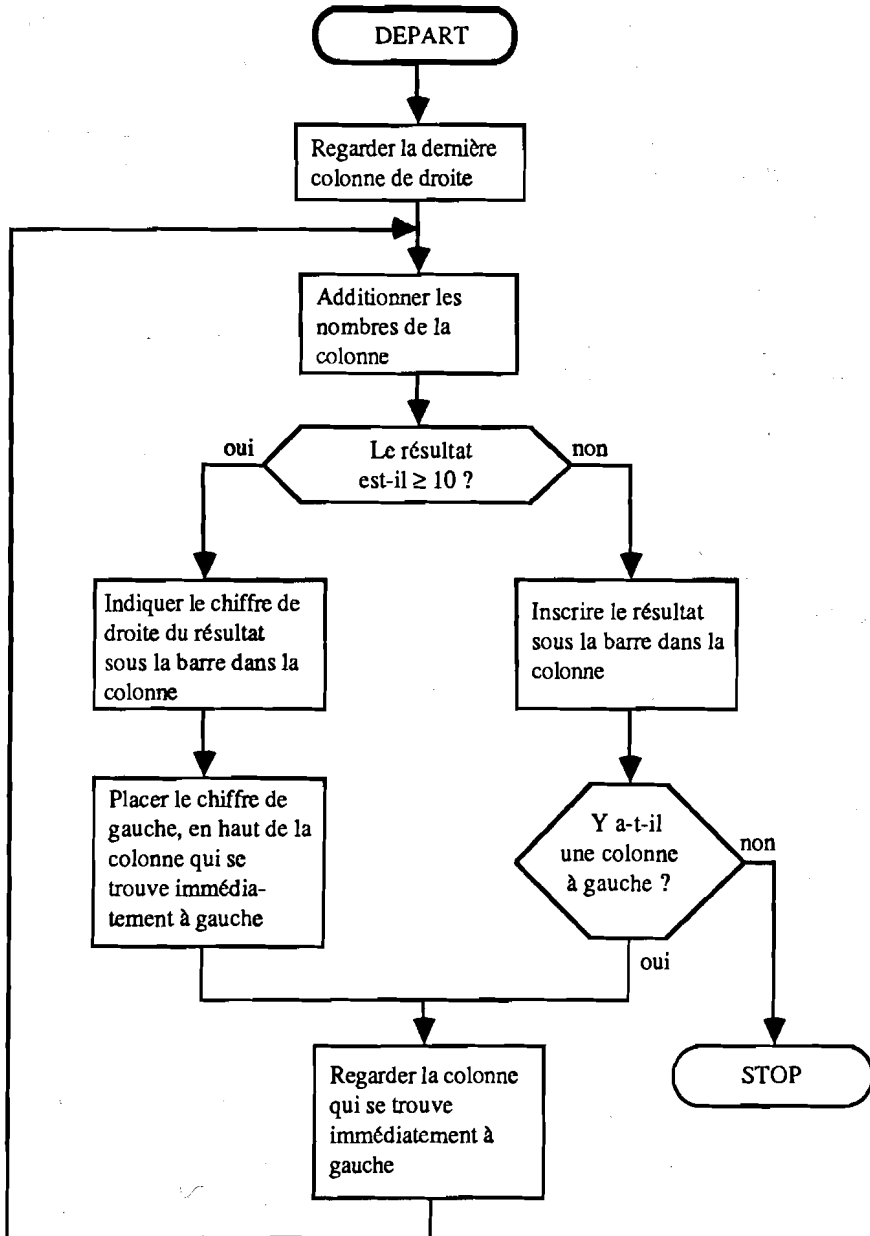 DEPART
Regarder la dernière
colonne de droite
Additionner les
nombres de la
colonne
oui
Le résultat
est-il ≥ 10 ?
non
Indiquer le chiffre de
droite du résultat
sous la barre dans la
colonne
Inscrire le résultat
sous la barre dans la
colonne
Placer le chiffre de
gauche, en haut de la
colonne qui se
trouve immédia-
tement à gauche
Y a-t-il
une colonne
à gauche ?
non
oui
Regarder la colonne
qui se trouve
immédiatement à
gauche
STOP